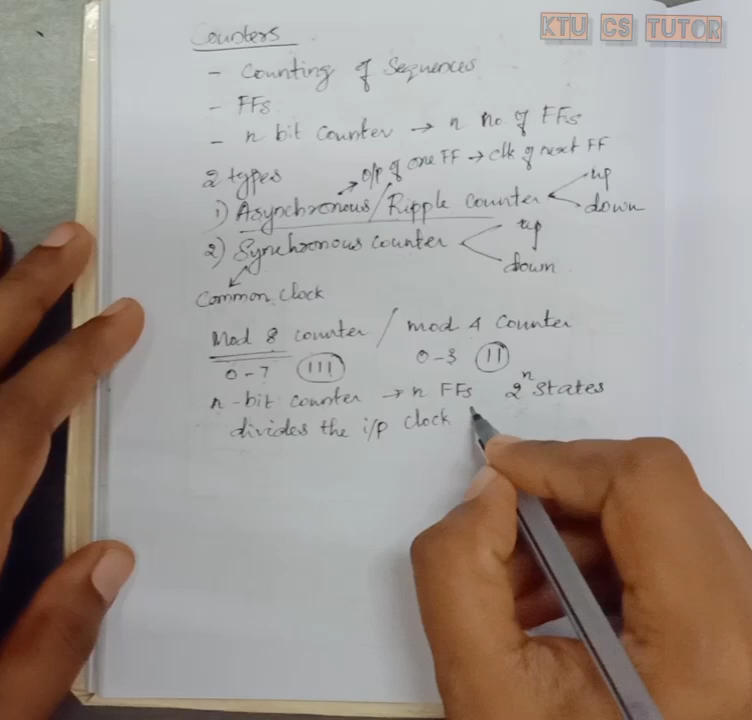 KTU CS TUTOR
Counters
- Counting of Sequences
- FFs
- n bit counter → n no. of FFs
2 types
o/p of one FF → clk of next FF
1) Asynchronous/Ripple counter
up
down
2) Synchronous counter
up
down
Common clock
Mod 8 counter / mod 4 counter
0-7 111 0-3 11
n-bit counter → n FFs 2ⁿ states
divides the i/p clock